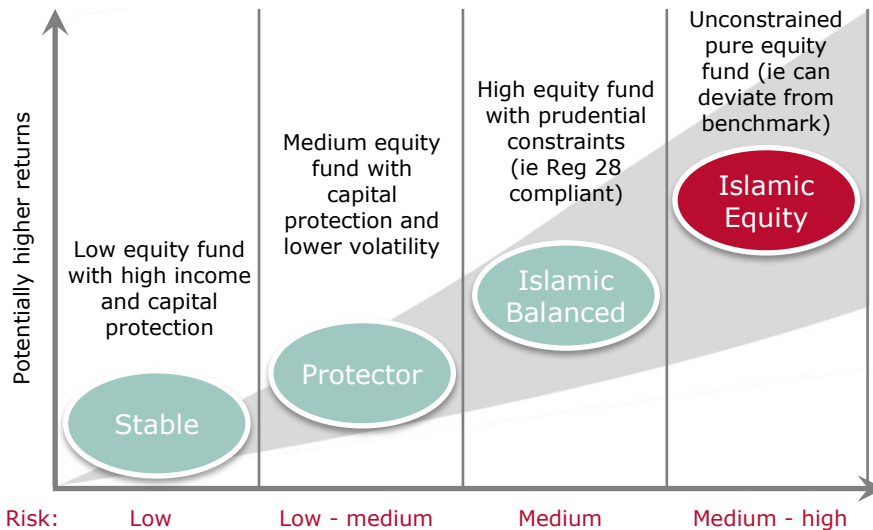 Potentially higher returns
Low equity fund
with high income
and capital
protection
Stable
Medium equity
fund with
capital
protection and
lower volatility
Protector
High equity fund
with prudential
constraints
(ie Reg 28
compliant)
Islamic
Balanced
Unconstrained
pure equity
fund (ie can
deviate from
benchmark)
Islamic
Equity
Risk:
Low
Low - medium
Medium
Medium - high